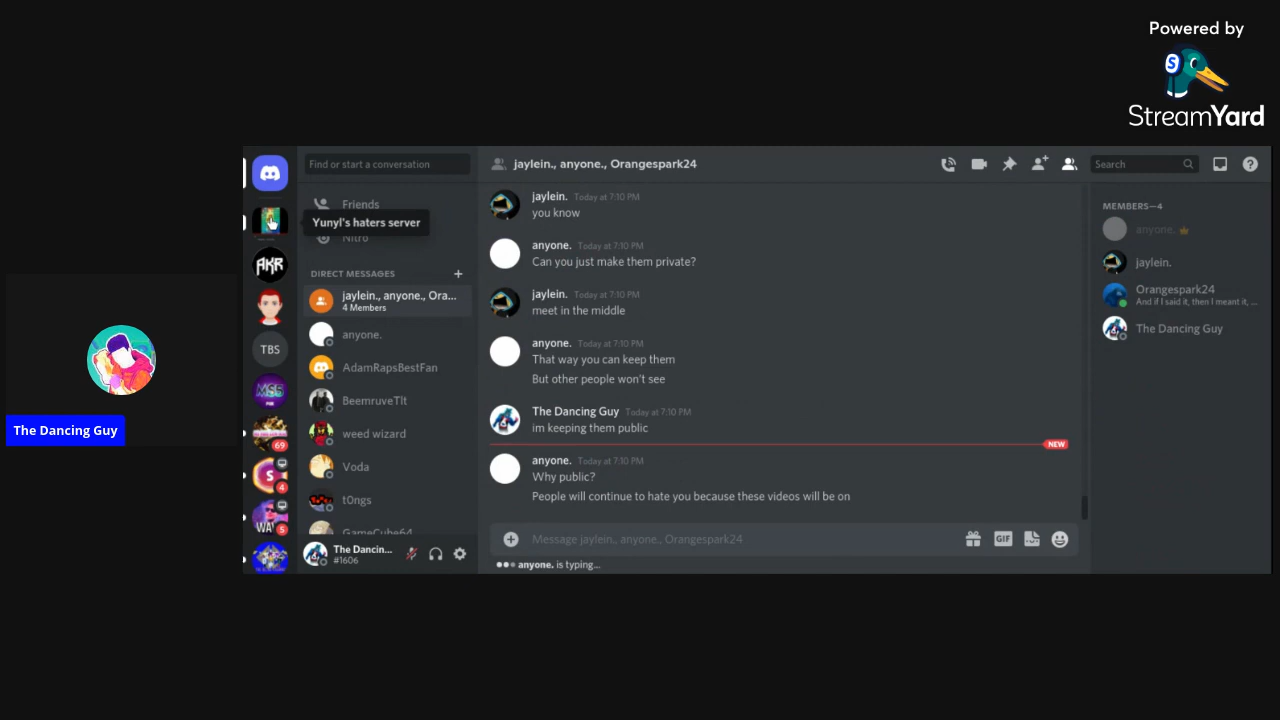 Powered by
StreamYard
The Dancing Guy
Find or start a conversation
Friends
Yunyl's haters server
Nitro
DIRECT MESSAGES
jaylein., anyone., Ora...
4 Members
anyone.
AdamRapsBestFan
BeemruveTlt
weed wizard
Voda
t0ngs
GameCube64
The Dancin...
#1606
AKR
TBS
MS5
69
S
4
WAV
5
jaylein., anyone., Orangespark24
Search
jaylein. Today at 7:10 PM
you know
anyone. Today at 7:10 PM
Can you just make them private?
jaylein. Today at 7:10 PM
meet in the middle
anyone. Today at 7:10 PM
That way you can keep them
But other people won't see
The Dancing Guy Today at 7:10 PM
im keeping them public
NEW
anyone. Today at 7:10 PM
Why public?
People will continue to hate you because these videos will be on
Message jaylein., anyone., Orangespark24
GIF
anyone. is typing...
MEMBERS—4
anyone.
jaylein.
Orangespark24
And if I said it, then I meant it, ...
The Dancing Guy